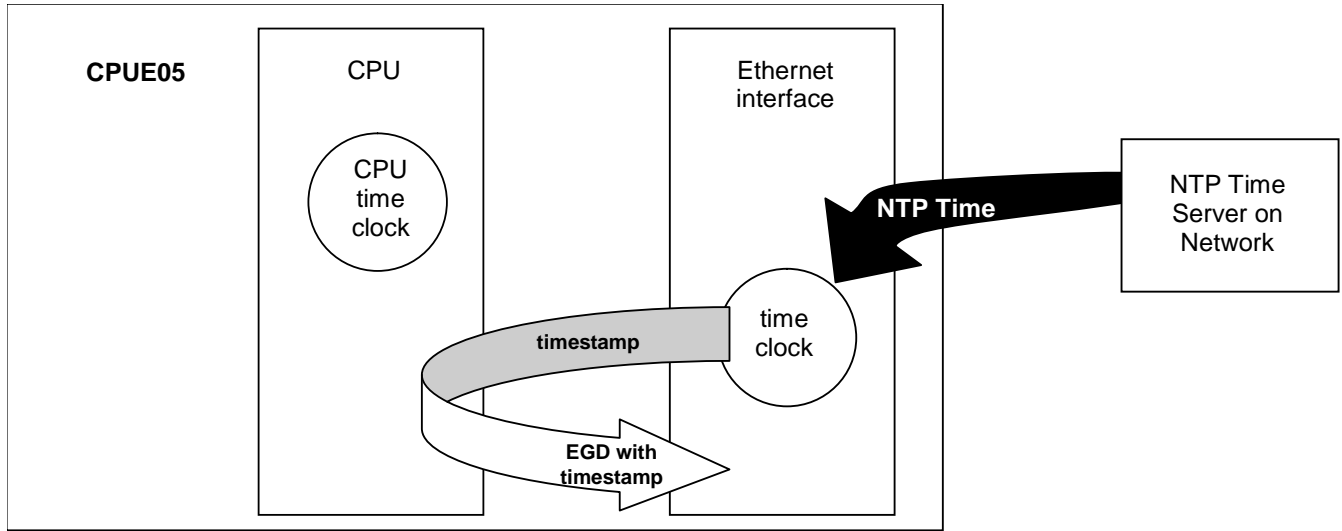 CPUE05
CPU
CPU
time
clock
Ethernet
interface
NTP Time
NTP Time
Server on
Network
time
clock
timestamp
EGD with
timestamp